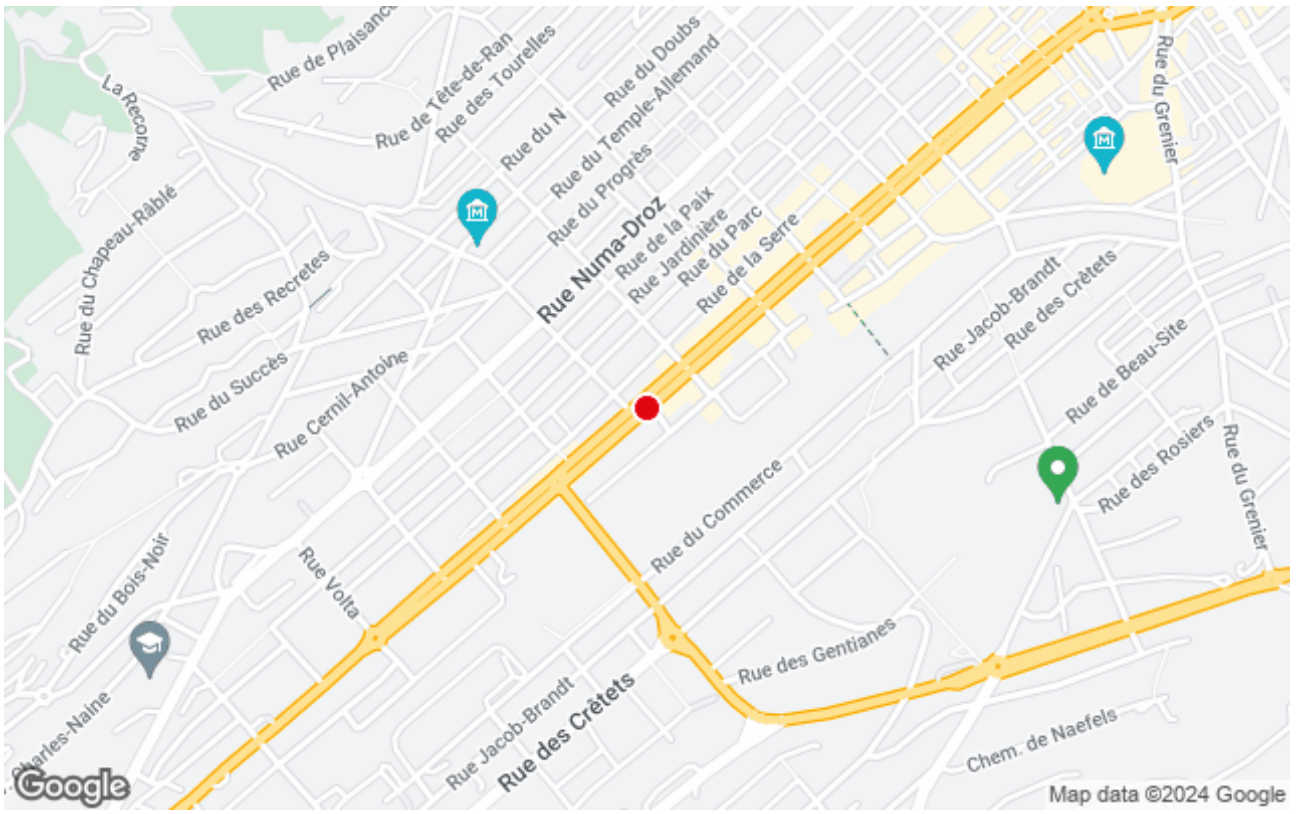 Rue de Plaisance
La Recorne
Rue de Tête-de-Ran
Rue des Tourelles
Rue du N
Rue du Doubs
Rue du Temple-Allemand
Rue du Progrès
Rue du Grenier
Rue du Chapeau-Râblé
Rue des Recretes
Rue Numa-Droz
Rue de la Paix
Rue Jardinière
Rue du Parc
Rue de la Serre
Rue Jacob-Brandt
Rue des Crêtets
Rue de Beau-Site
Rue du Succès
Rue Cernil-Antoine
Rue des Rosiers
Rue du Grenier
Rue du Commerce
Rue du Bois-Noir
Rue Volta
Rue des Gentianes
Charles-Naine
Rue Jacob-Brandt
Rue des Crêtets
Chem. de Naefels
Google
Map data ©2024 Google